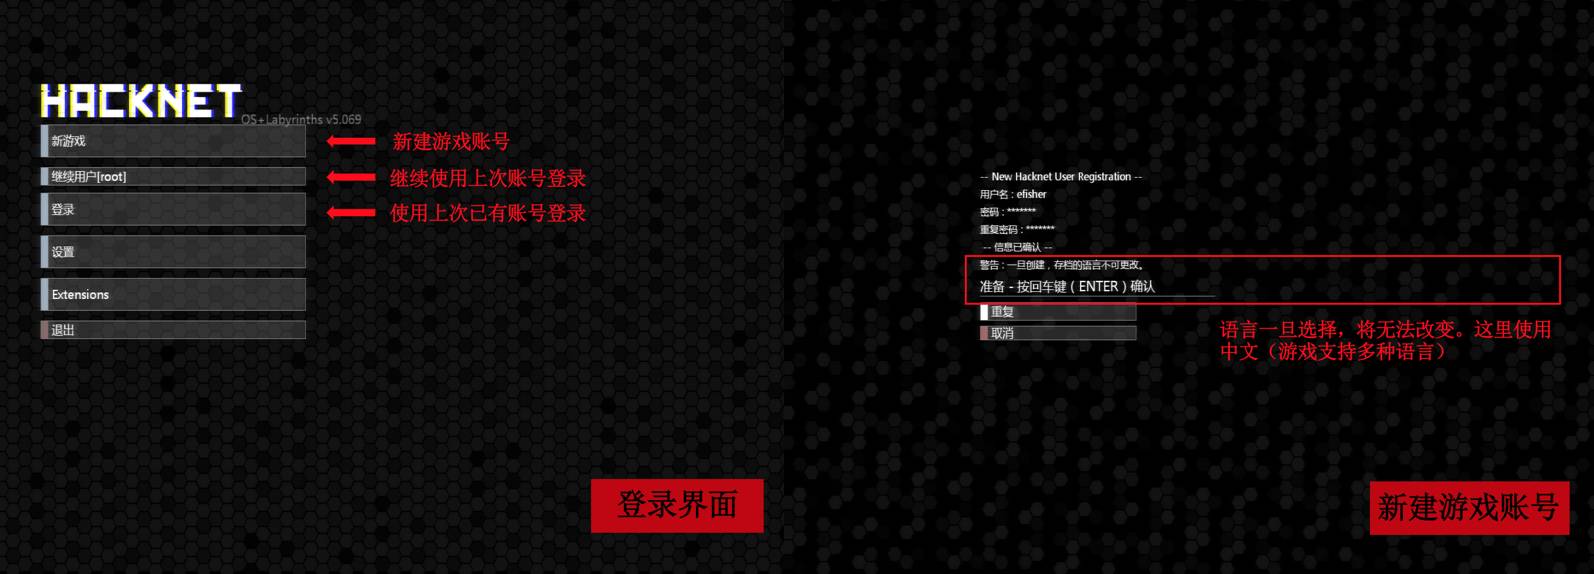 HACKNET
OS+Labyrinths v5.069
新游戏
新建游戏账号
继续用户[root]
继续使用上次账号登录
登录
使用上次已有账号登录
设置
Extensions
退出
登录界面
-- New Hacknet User Registration --
用户名 : efisher
密码 : *******
重复密码 : *******
-- 信息已确认 --
警告 : 一旦创建，存档的语言不可更改。
准备 - 按回车键（ENTER）确认
重复
取消
语言一旦选择，将无法改变。这里使用
中文（游戏支持多种语言）
新建游戏账号